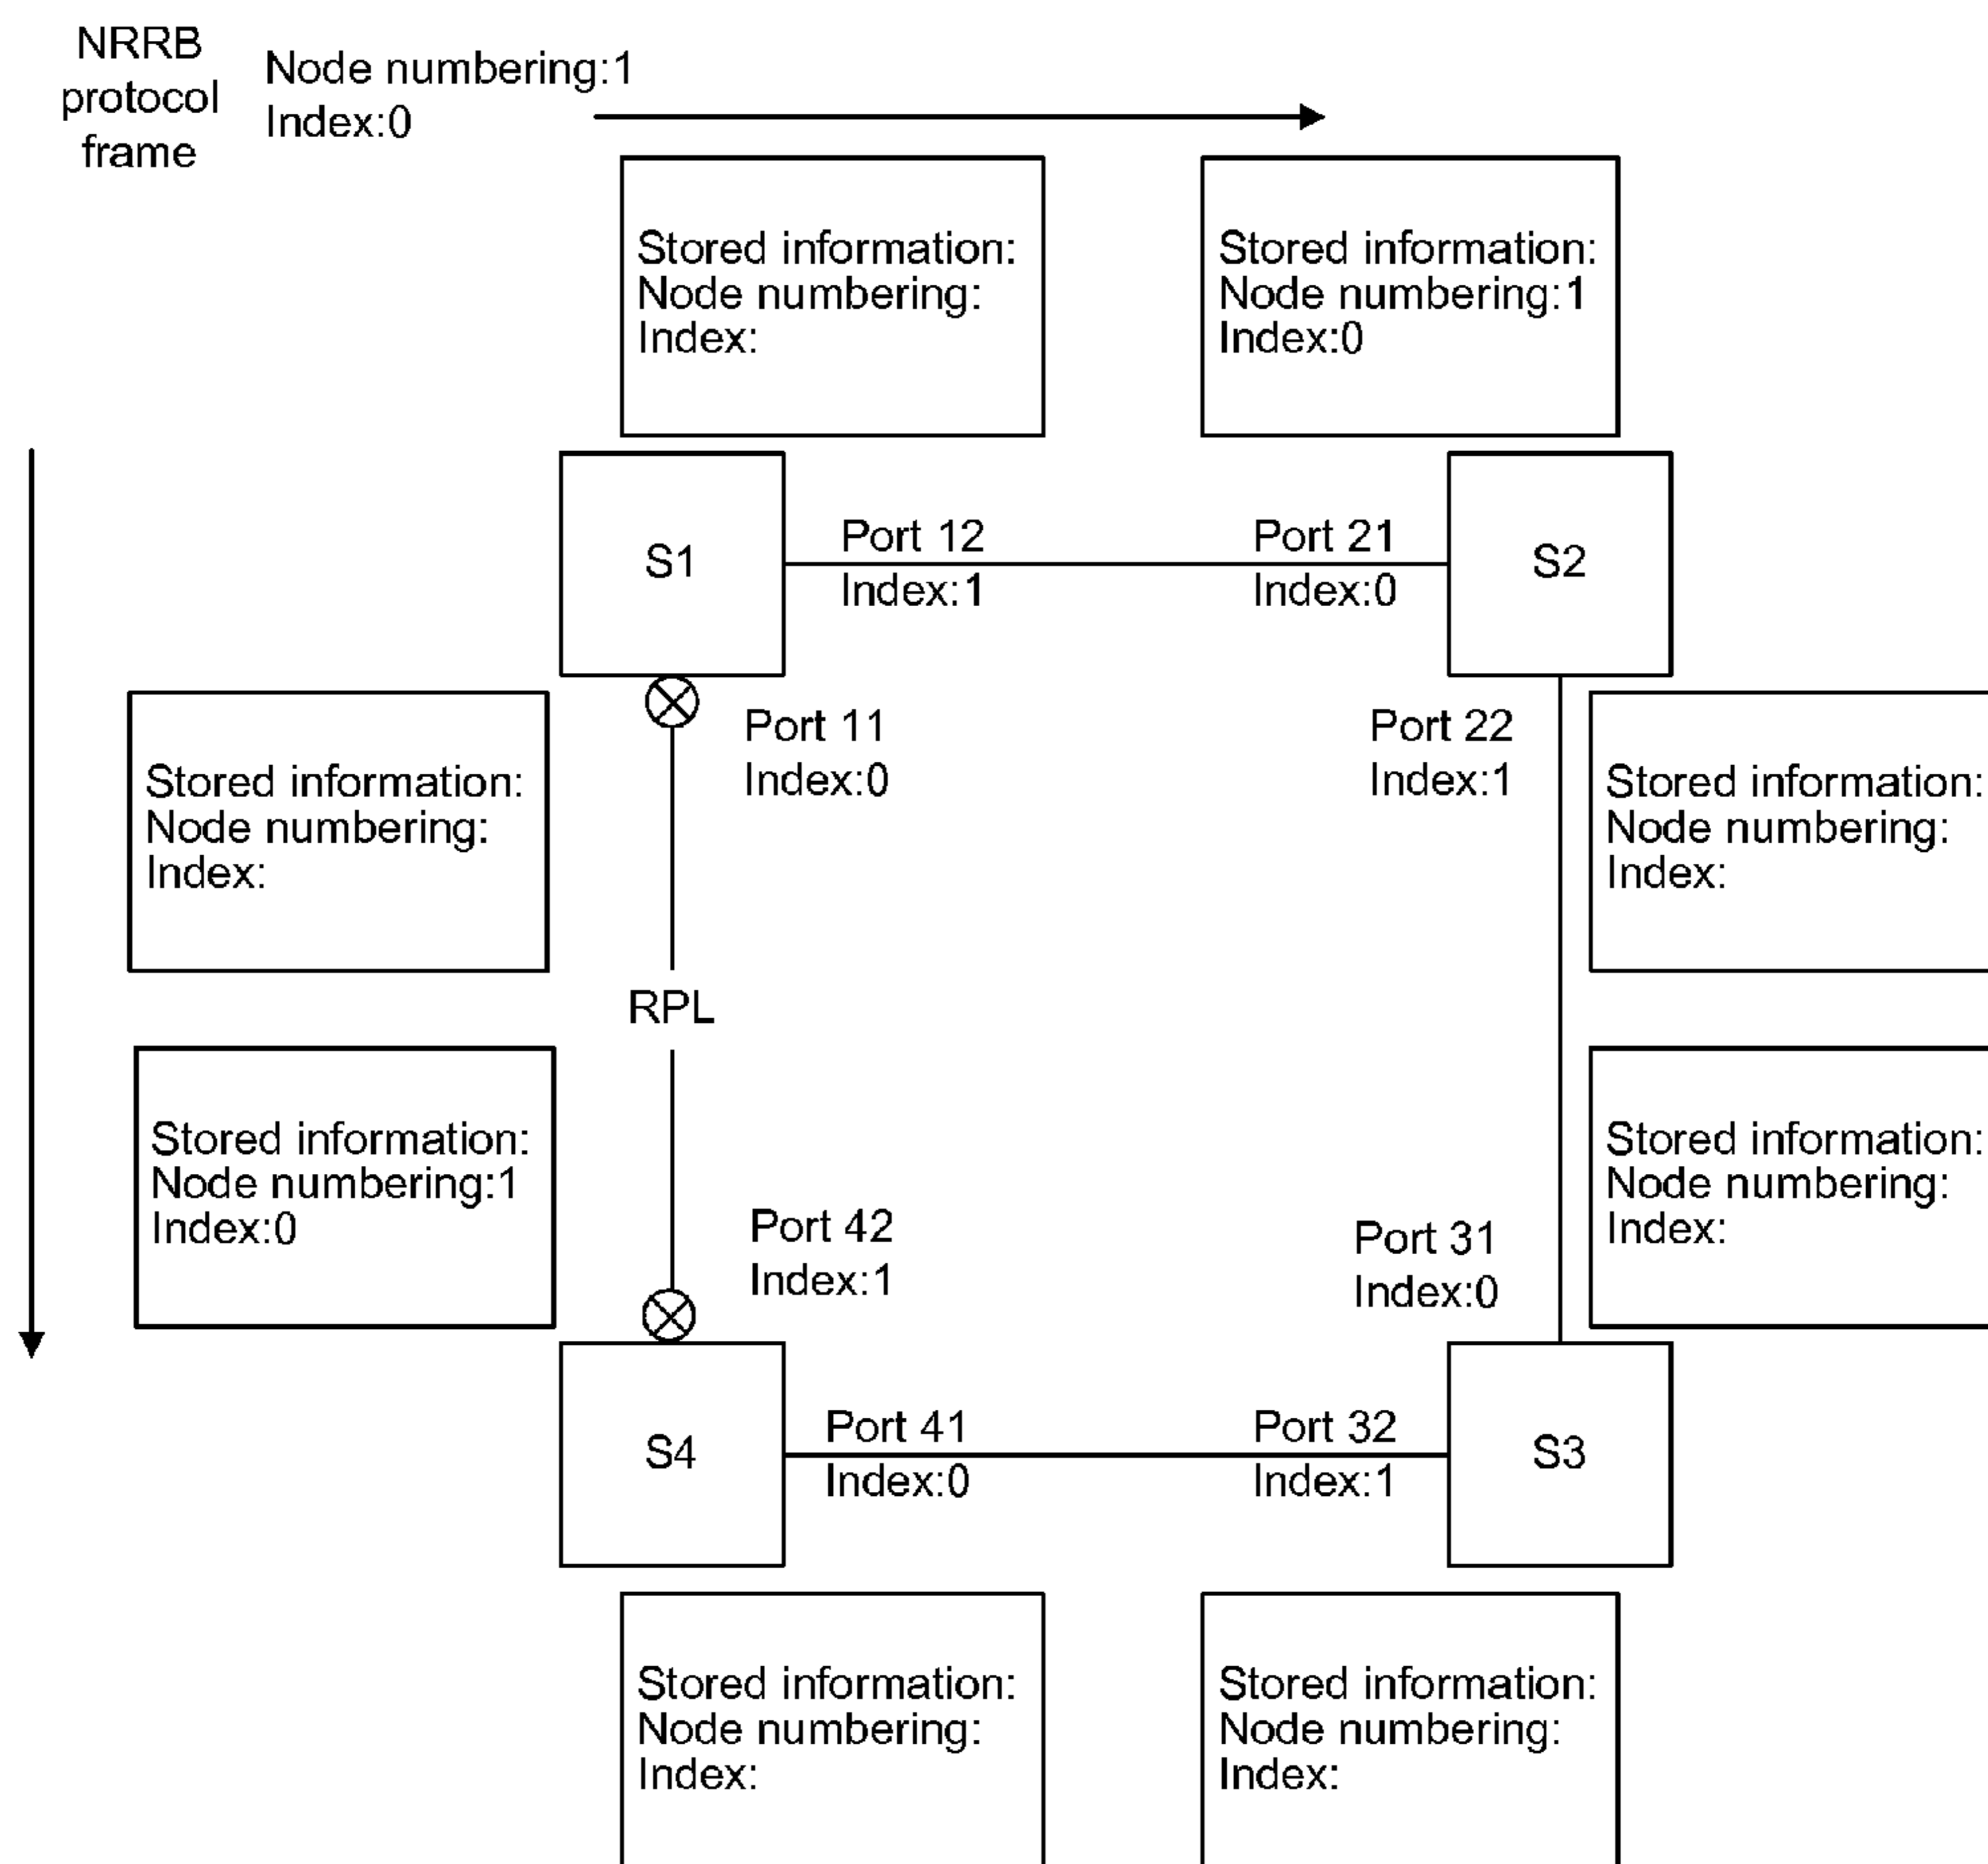 NRRB
protocol
frame
Node numbering:1
Index:0
Stored information:
Node numbering:
Index:
Stored information:
Node numbering:1
Index:0
S1
Port 12
Index:1
Port 21
Index:0
S2
Stored information:
Node numbering:
Index:
Port 11
Index:0
Port 22
Index:1
Stored information:
Node numbering:
Index:
RPL
Stored information:
Node numbering:1
Index:0
Port 42
Index:1
Port 31
Index:0
Stored information:
Node numbering:
Index:
S4
Port 41
Index:0
Port 32
Index:1
S3
Stored information:
Node numbering:
Index:
Stored information:
Node numbering:
Index: